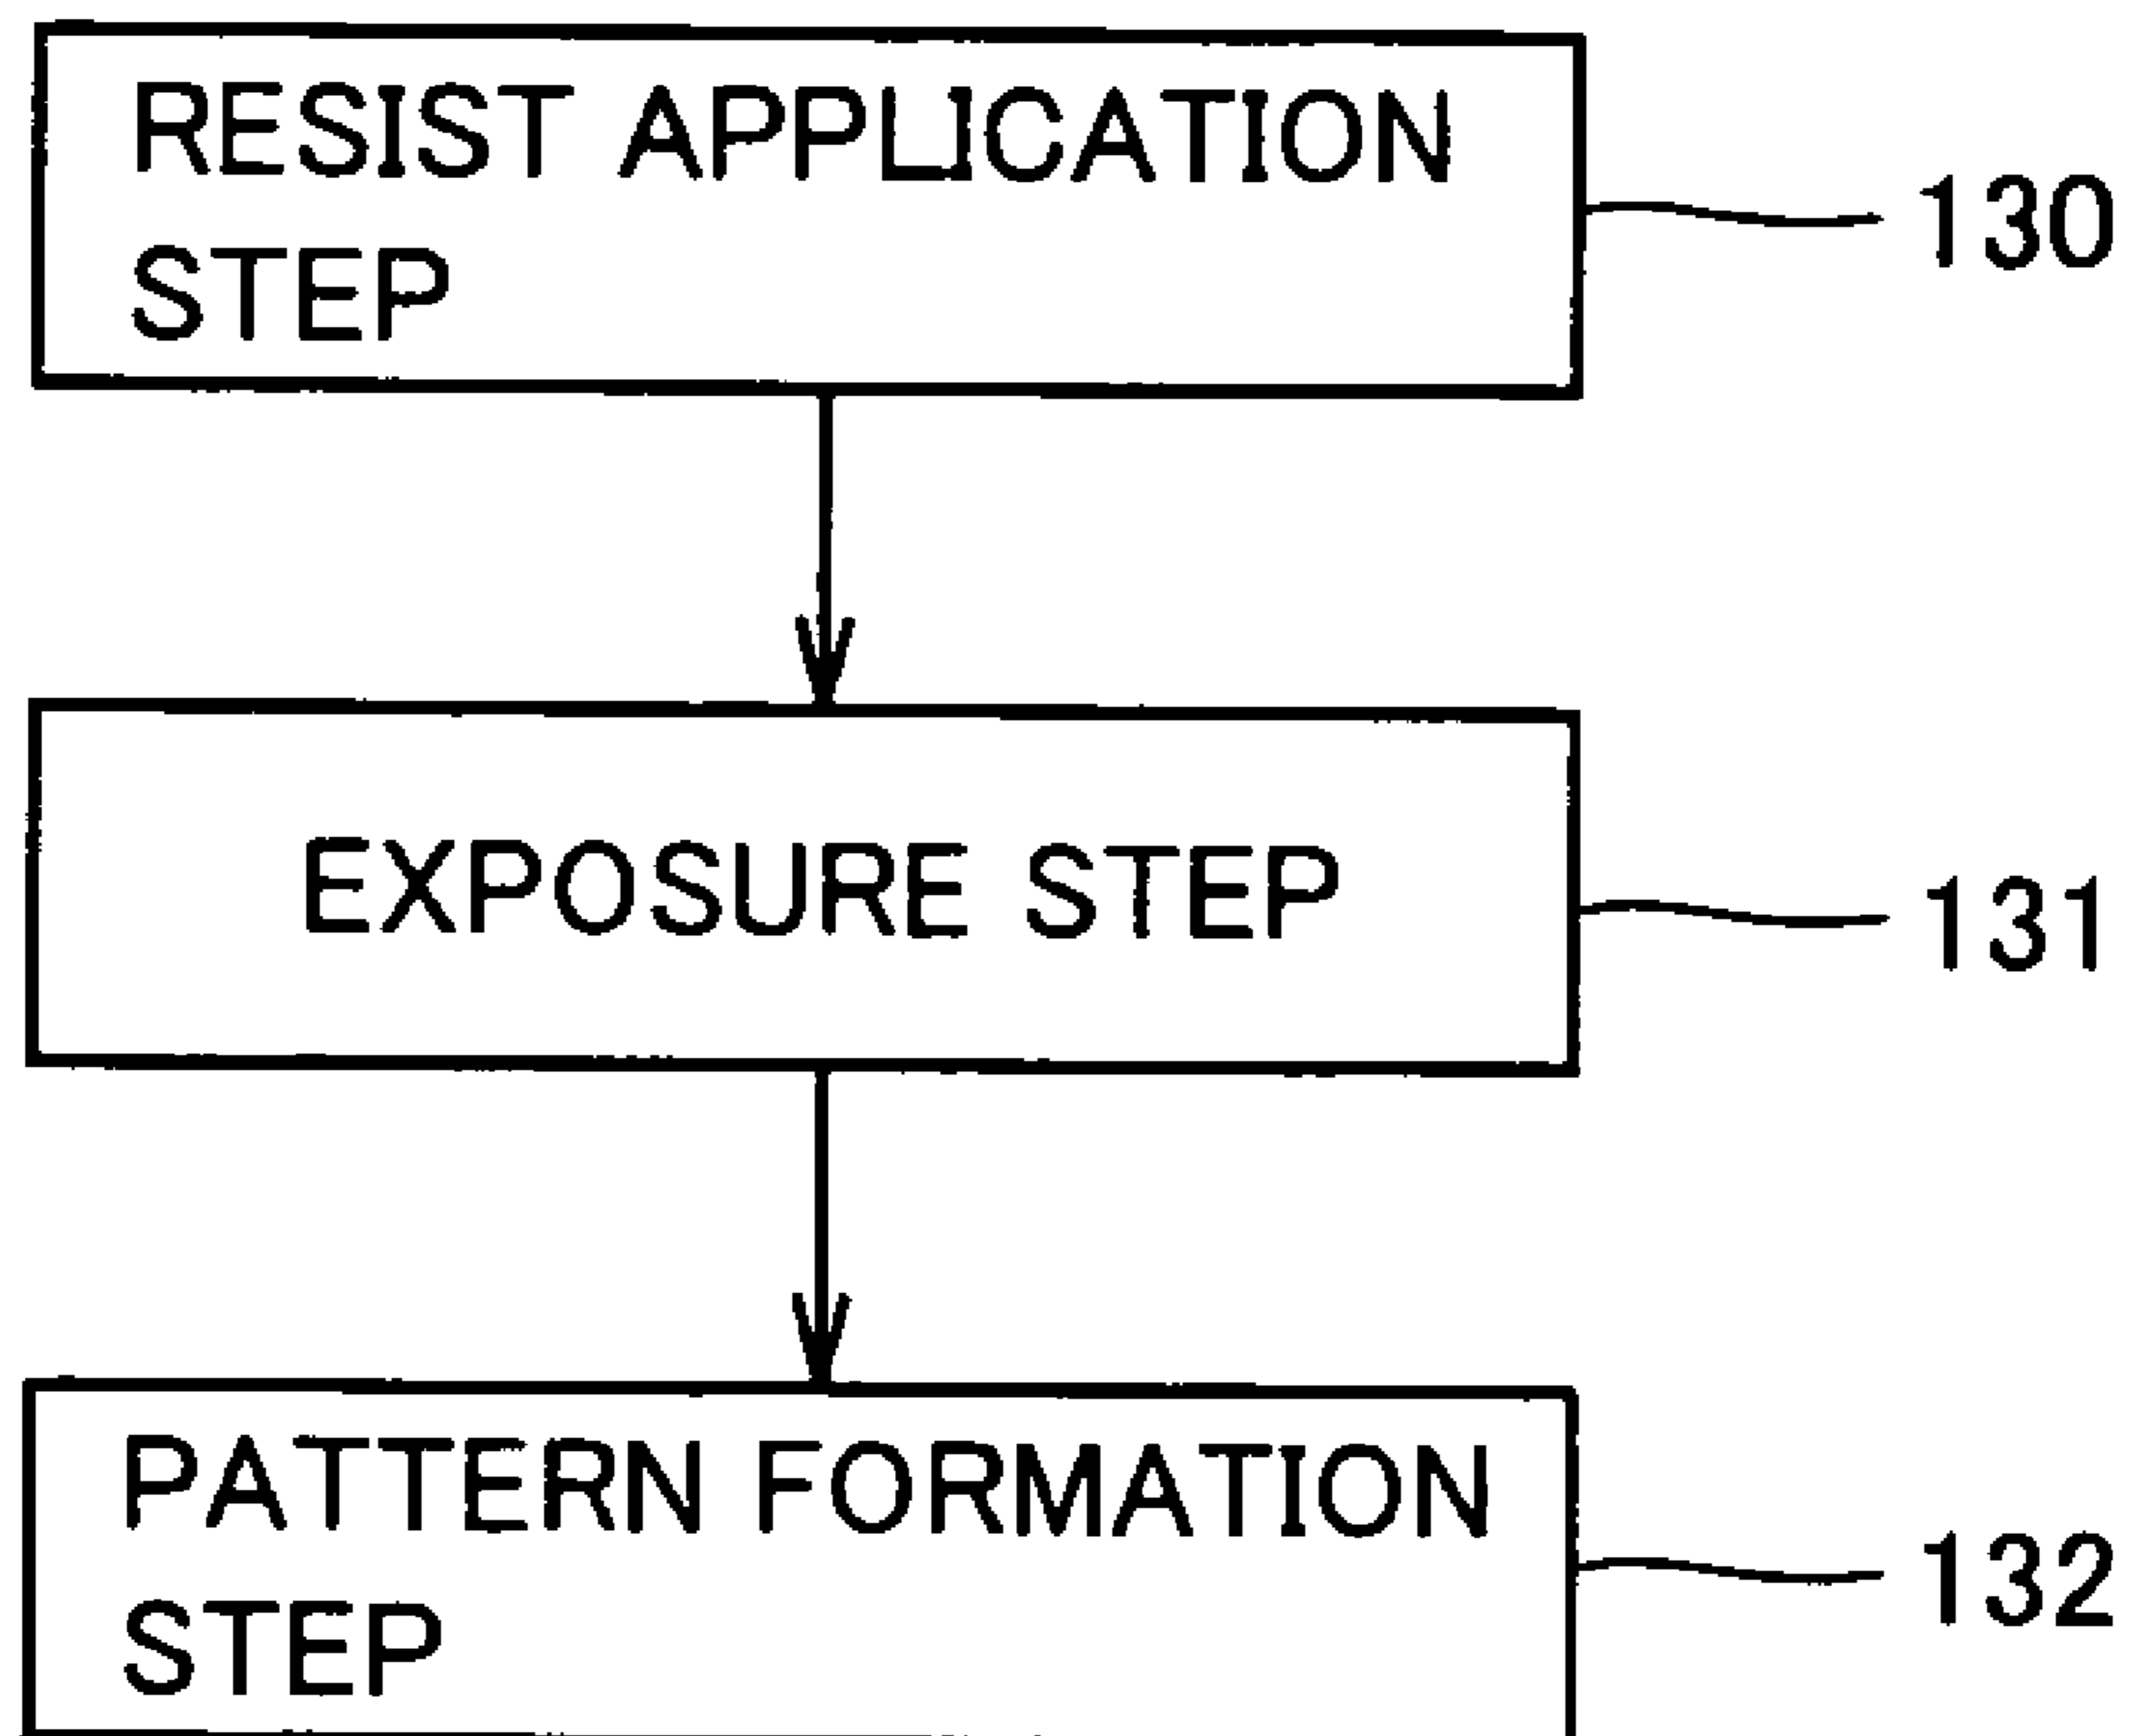 RESIST APPLICATION
STEP
130
EXPOSURE STEP
131
PATTERN FORMATION
STEP
132